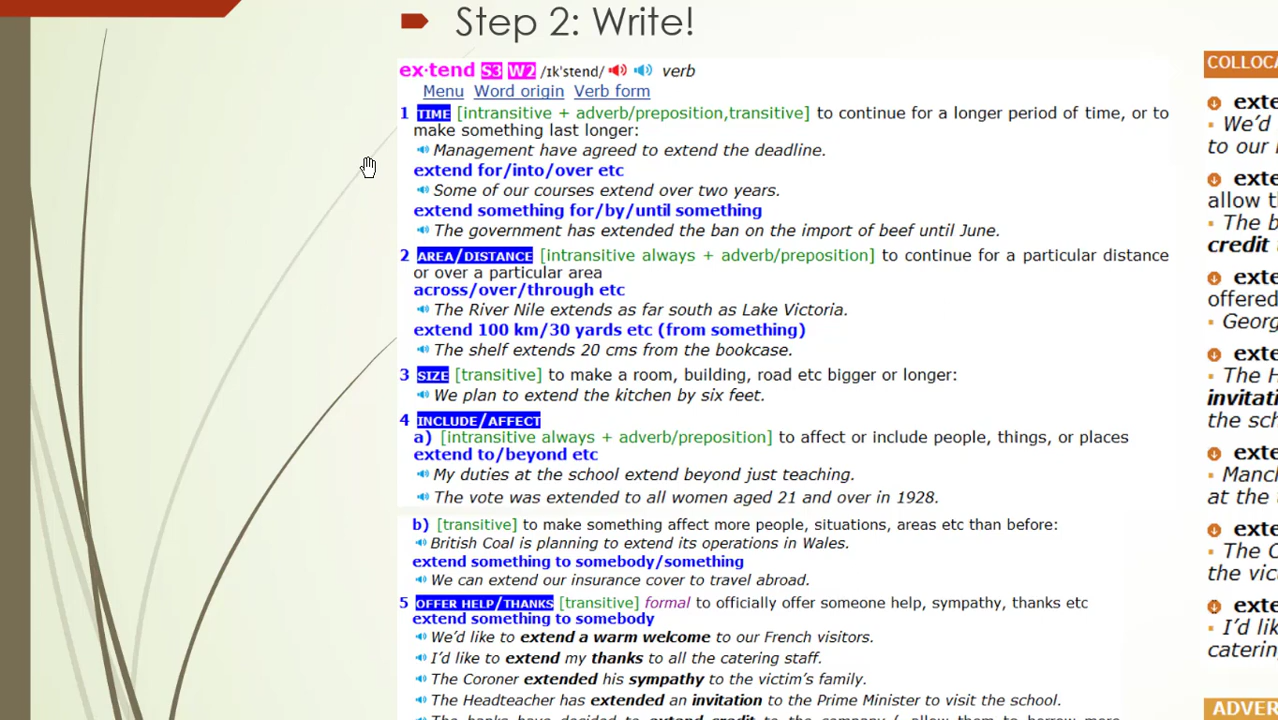 Step 2: Write!
ex·tend S3 W2 /ɪkˈstend/ verb
Menu Word origin Verb form
1 TIME [intransitive + adverb/preposition,transitive] to continue for a longer period of time, or to
make something last longer:
Management have agreed to extend the deadline.
extend for/into/over etc
Some of our courses extend over two years.
extend something for/by/until something
The government has extended the ban on the import of beef until June.
2 AREA/DISTANCE [intransitive always + adverb/preposition] to continue for a particular distance
or over a particular area
across/over/through etc
The River Nile extends as far south as Lake Victoria.
extend 100 km/30 yards etc (from something)
The shelf extends 20 cms from the bookcase.
3 SIZE [transitive] to make a room, building, road etc bigger or longer:
We plan to extend the kitchen by six feet.
4 INCLUDE/AFFECT
a) [intransitive always + adverb/preposition] to affect or include people, things, or places
extend to/beyond etc
My duties at the school extend beyond just teaching.
The vote was extended to all women aged 21 and over in 1928.
b) [transitive] to make something affect more people, situations, areas etc than before:
British Coal is planning to extend its operations in Wales.
extend something to somebody/something
We can extend our insurance cover to travel abroad.
5 OFFER HELP/THANKS [transitive] formal to officially offer someone help, sympathy, thanks etc
extend something to somebody
We'd like to extend a warm welcome to our French visitors.
I'd like to extend my thanks to all the catering staff.
The Coroner extended his sympathy to the victim's family.
The Headteacher has extended an invitation to the Prime Minister to visit the school.
The banks have decided to extend credit to the company (
COLLOCA
exte
We'd
to our
exte
allow t
The b
credit
exte
offered
Georg
exte
The H
invitati
the sch
exte
Manch
at the
exte
The C
the vic
exte
I'd lik
caterin
ADVER